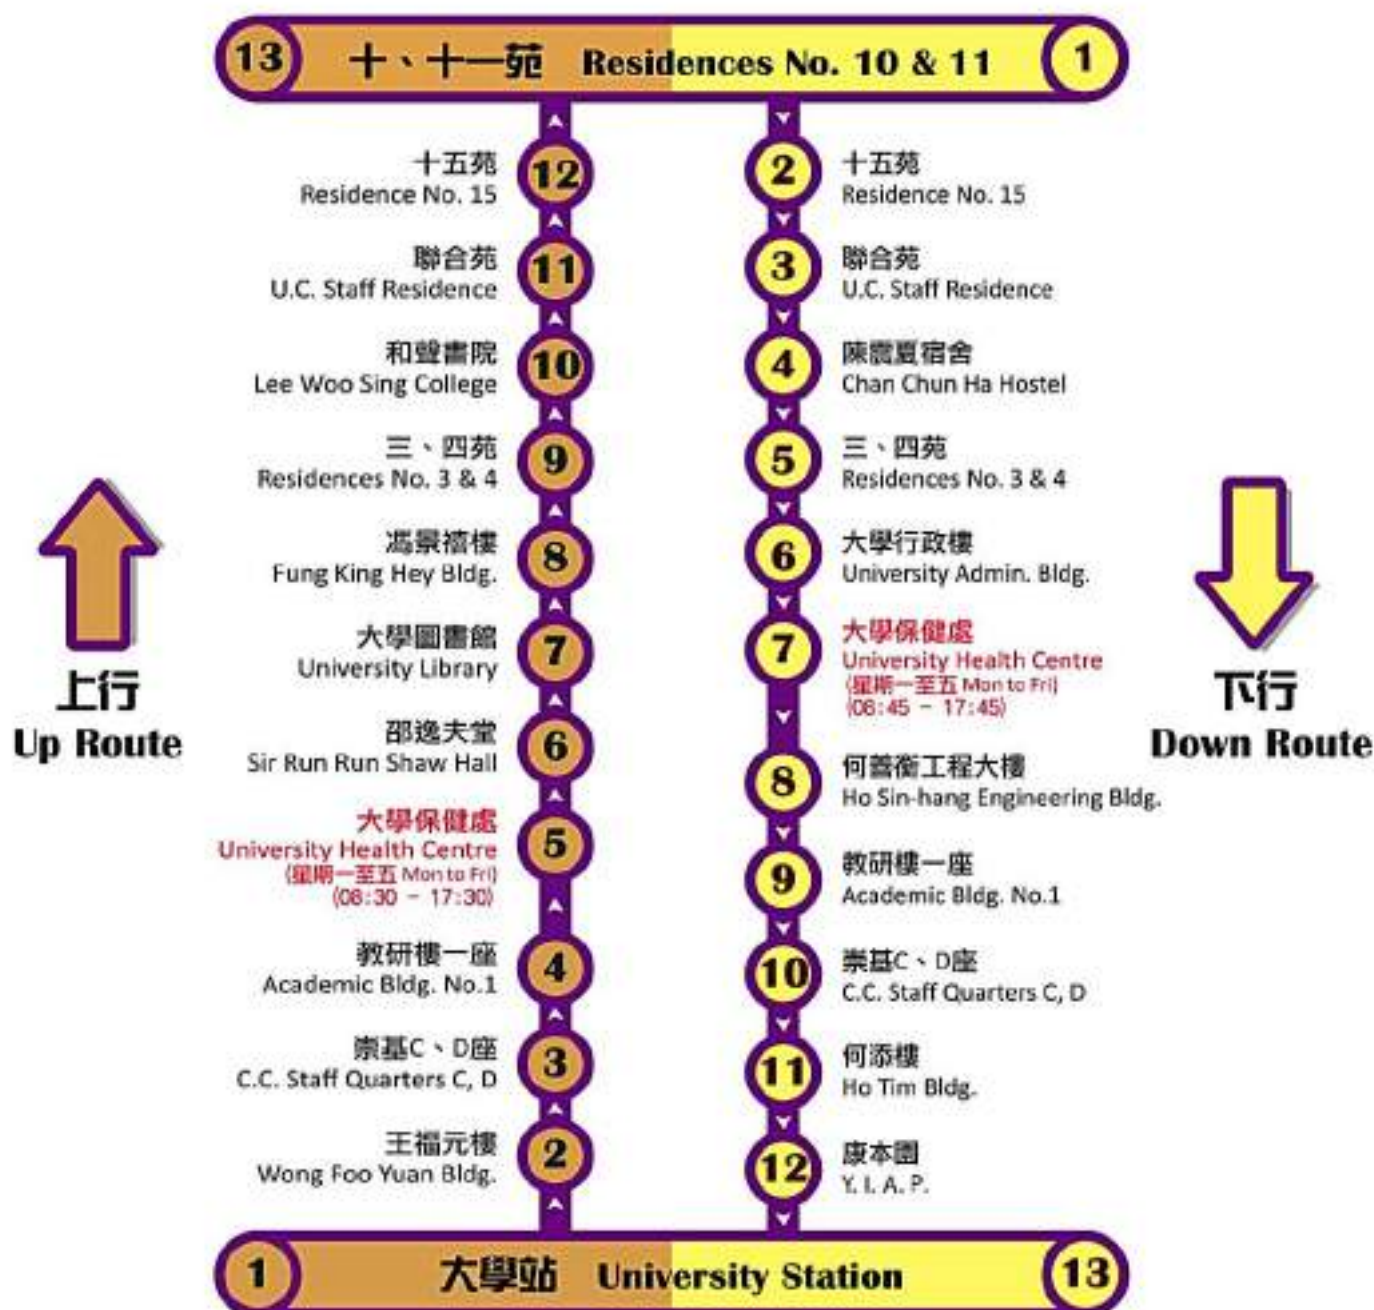 13 十、十一苑 Residences No. 10 & 11 1
十五苑
Residence No. 15
12
聯合苑
U.C. Staff Residence
11
和聲書院
Lee Woo Sing College
10
三、四苑
Residences No. 3 & 4
9
馮景禧樓
Fung King Hey Bldg.
8
大學圖書館
University Library
7
邵逸夫堂
Sir Run Run Shaw Hall
6
大學保健處
University Health Centre
(星期一至五 Mon to Fri)
(08:30 - 17:30)
5
教研樓一座
Academic Bldg. No.1
4
崇基C、D座
C.C. Staff Quarters C, D
3
王福元樓
Wong Foo Yuan Bldg.
2
上行
Up Route
2
十五苑
Residence No. 15
3
聯合苑
U.C. Staff Residence
4
陳震夏宿舍
Chan Chun Ha Hostel
5
三、四苑
Residences No. 3 & 4
6
大學行政樓
University Admin. Bldg.
7
大學保健處
University Health Centre
(星期一至五 Mon to Fri)
(08:45 - 17:45)
8
何善衡工程大樓
Ho Sin-hang Engineering Bldg.
9
教研樓一座
Academic Bldg. No.1
10
崇基C、D座
C.C. Staff Quarters C, D
11
何添樓
Ho Tim Bldg.
12
康本園
Y. I. A. P.
下行
Down Route
1 大學站 University Station 13